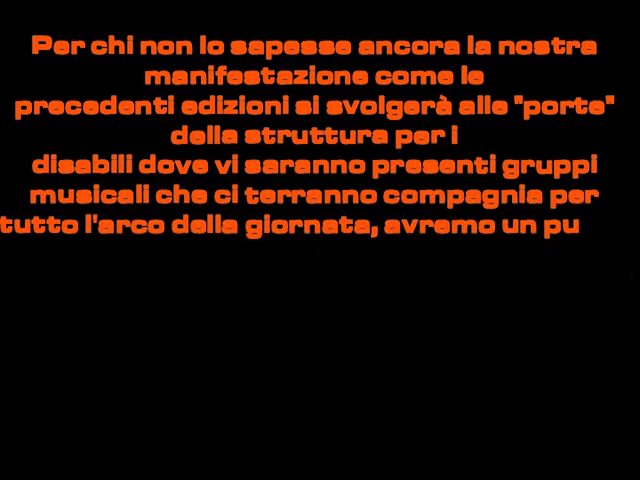 Per chi non lo sapesse ancora la nostra
manifestazione come le
precedenti edizioni si svolgerà alle "porte"
della struttura per i
disabili dove vi saranno presenti gruppi
musicali che ci terranno compagnia per
tutto l'arco della giornata, avremo un pu